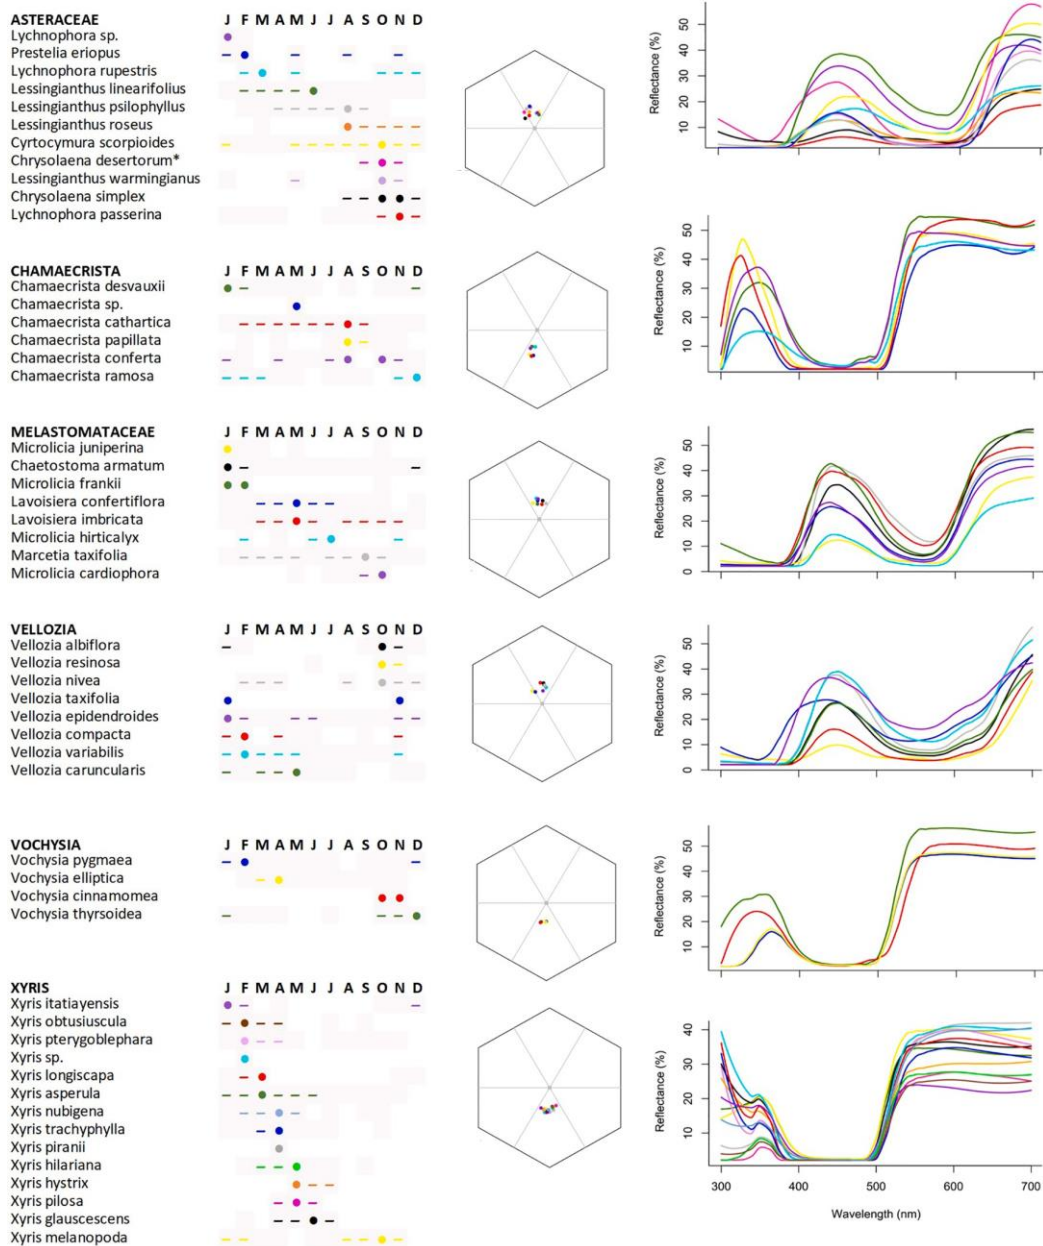 ASTERACEAE J F M A M J J A S O N D
Lychnophora sp.
Prestelia eriopus
Lychnophora rupestris
Lessingianthus linearifolius
Lessingianthus psilophyllus
Lessingianthus roseus
Cyrtocymura scorpioides
Chrysolaena desertorum*
Lessingianthus warmingianus
Chrysolaena simplex
Lychnophora passerina
Reflectance (%)
50
40
30
20
10
CHAMAECRISTA J F M A M J J A S O N D
Chamaecrista desvauxii
Chamaecrista sp.
Chamaecrista cathartica
Chamaecrista papillata
Chamaecrista conferta
Chamaecrista ramosa
Reflectance (%)
50
40
30
20
10
MELASTOMATACEAE J F M A M J J A S O N D
Microlicia juniperina
Chaetostoma armatum
Microlicia frankii
Lavoisiera confertiflora
Lavoisiera imbricata
Microlicia hirticalyx
Marcetia taxifolia
Microlicia cardiophora
Reflectance (%)
50
40
30
20
10
0
VELLOZIA J F M A M J J A S O N D
Vellozia albiflora
Vellozia resinosa
Vellozia nivea
Vellozia taxifolia
Vellozia epidendroides
Vellozia compacta
Vellozia variabilis
Vellozia caruncularis
Reflectance (%)
50
40
30
20
10
0
VOCHYSIA J F M A M J J A S O N D
Vochysia pygmaea
Vochysia elliptica
Vochysia cinnamomea
Vochysia thyrsoidea
Reflectance (%)
50
40
30
20
10
XYRIS J F M A M J J A S O N D
Xyris itatiayensis
Xyris obtusiuscula
Xyris pterygoblephara
Xyris sp.
Xyris longiscapa
Xyris asperula
Xyris nubigena
Xyris trachyphylla
Xyris piranii
Xyris hilariana
Xyris hystrix
Xyris pilosa
Xyris glauscescens
Xyris melanopoda
Reflectance (%)
40
30
20
10
300 400 500 600 700
Wavelength (nm)